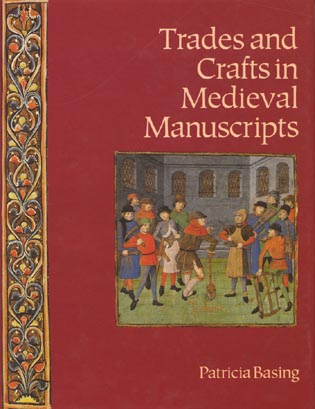 Trades and
Crafts in
Medieval
Manuscripts
Patricia Basing